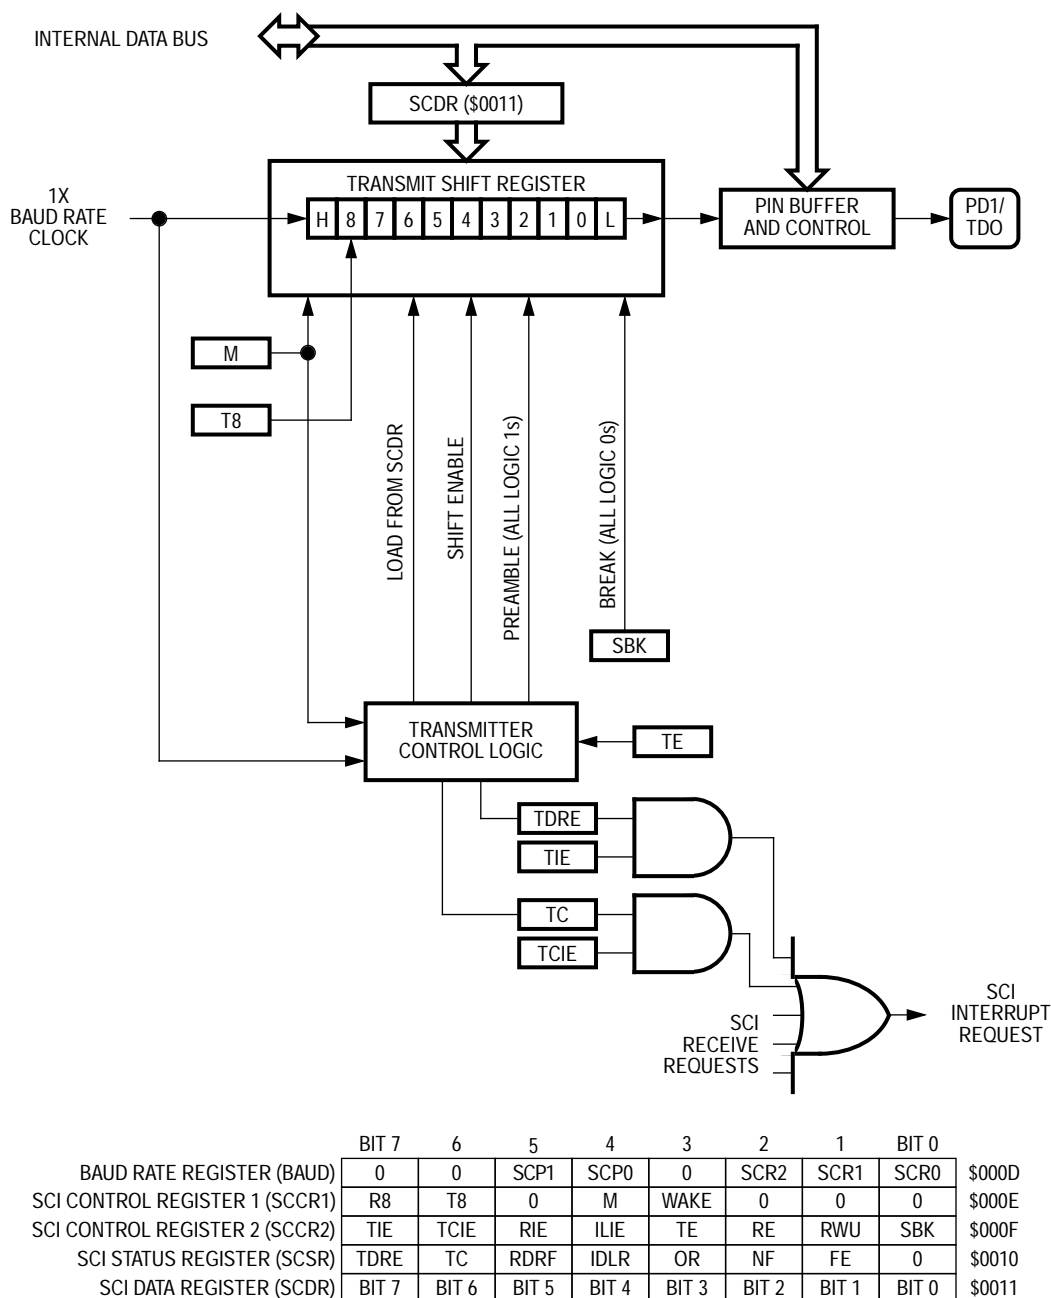 INTERNAL DATA BUS
SCDR ($0011)
TRANSMIT SHIFT REGISTER
H 8 7 6 5 4 3 2 1 0 L
1X
BAUD RATE
CLOCK
PIN BUFFER
AND CONTROL
PD1/
TDO
M
T8
LOAD FROM SCDR
SHIFT ENABLE
PREAMBLE (ALL LOGIC 1s)
BREAK (ALL LOGIC 0s)
SBK
TRANSMITTER
CONTROL LOGIC
TE
TDRE
TIE
TC
TCIE
SCI
RECEIVE
REQUESTS
SCI
INTERRUPT
REQUEST
BIT 7 6 5 4 3 2 1 BIT 0
BAUD RATE REGISTER (BAUD) 0 0 SCP1 SCP0 0 SCR2 SCR1 SCR0 $000D
SCI CONTROL REGISTER 1 (SCCR1) R8 T8 0 M WAKE 0 0 0 $000E
SCI CONTROL REGISTER 2 (SCCR2) TIE TCIE RIE ILIE TE RE RWU SBK $000F
SCI STATUS REGISTER (SCSR) TDRE TC RDRF IDLR OR NF FE 0 $0010
SCI DATA REGISTER (SCDR) BIT 7 BIT 6 BIT 5 BIT 4 BIT 3 BIT 2 BIT 1 BIT 0 $0011